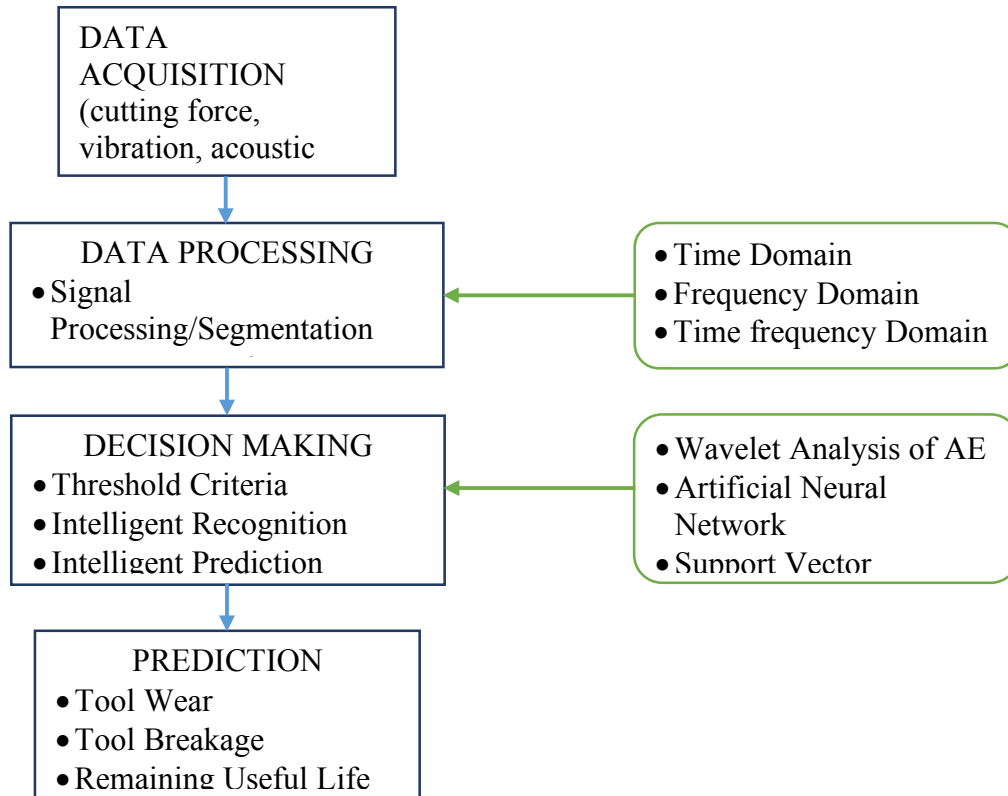 DATA
ACQUISITION
(cutting force,
vibration, acoustic
DATA PROCESSING
• Signal
Processing/Segmentation
• Time Domain
• Frequency Domain
• Time frequency Domain
DECISION MAKING
• Threshold Criteria
• Intelligent Recognition
• Intelligent Prediction
• Wavelet Analysis of AE
• Artificial Neural
Network
• Support Vector
PREDICTION
• Tool Wear
• Tool Breakage
• Remaining Useful Life